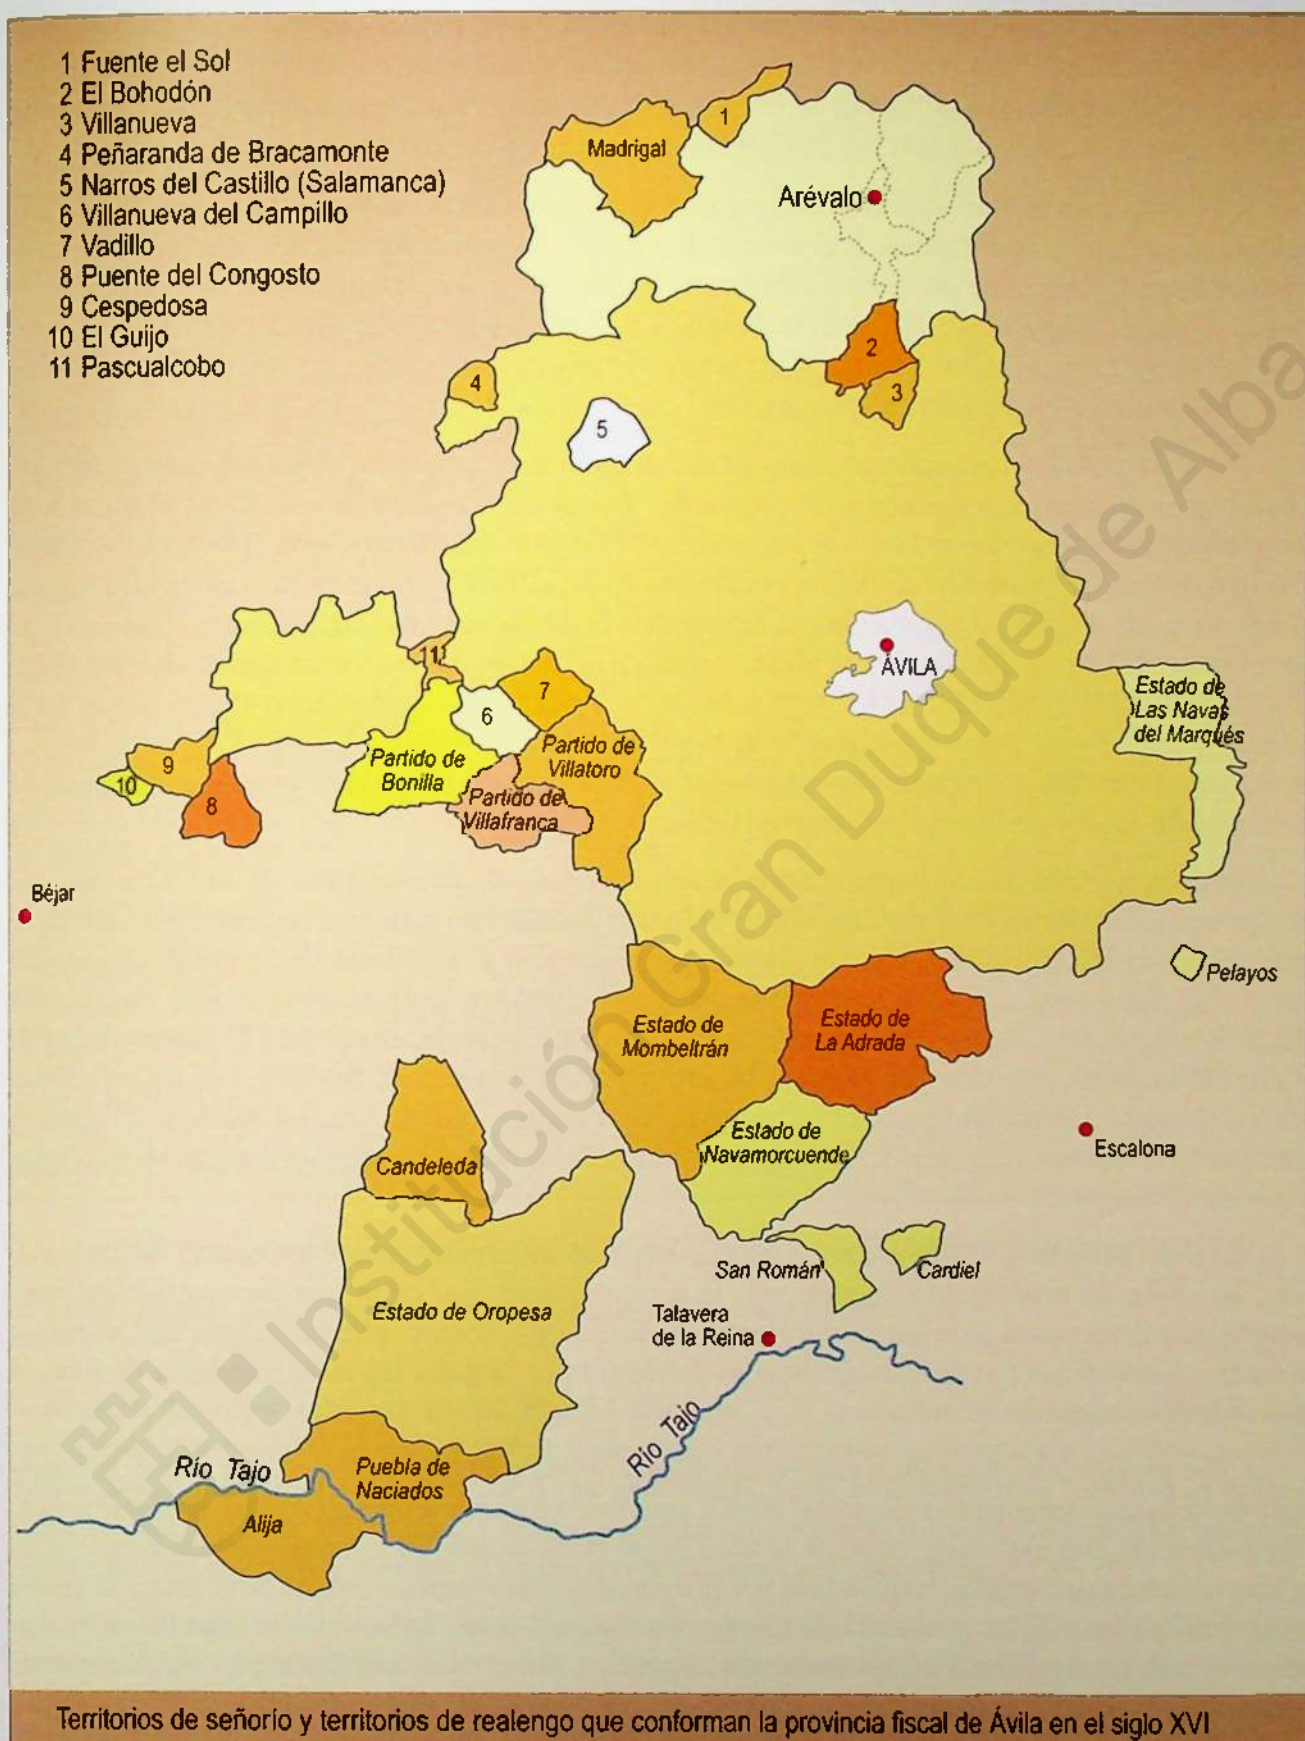 1 Fuente el Sol
2 El Bohodón
3 Villanueva
4 Peñaranda de Bracamonte
5 Narros del Castillo (Salamanca)
6 Villanueva del Campillo
7 Vadillo
8 Puente del Congosto
9 Cespedosa
10 El Guijo
11 Pascualcobo
1
Madrigal
Arévalo
2
3
4
5
ÁVILA
11
7
6
Estado de
Las Navas
del Marqués
Partido de
Villatoro
Partido de
Bonilla
Partido de
Villafranca
9
10
8
Béjar
Pelayos
Estado de
Mombeltrán
Estado de
La Adrada
Estado de
Navamorcuende
Escalona
Candeleda
San Román
Cardiel
Estado de Oropesa
Talavera
de la Reina
Río Tajo
Río Tajo
Puebla de
Naciados
Alija
Institución Gran Duque de Alba
Territorios de señorío y territorios de realengo que conforman la provincia fiscal de Ávila en el siglo XVI